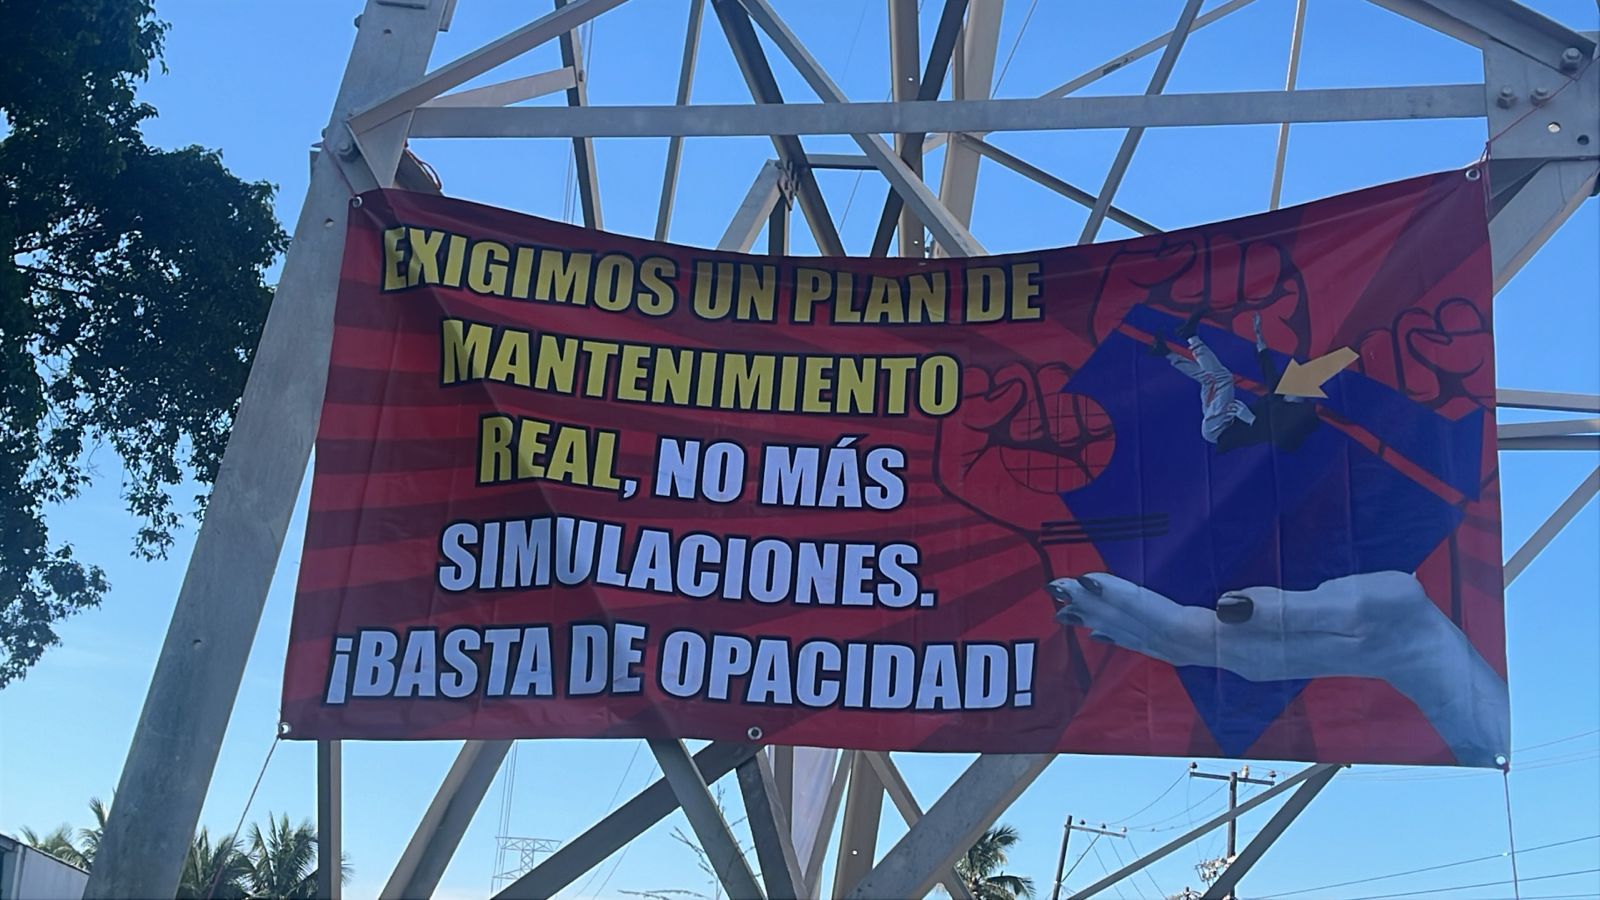 EXIGIMOS UN PLAN DE
MANTENIMIENTO
REAL, NO MÁS
SIMULACIONES.
¡BASTA DE OPACIDAD!